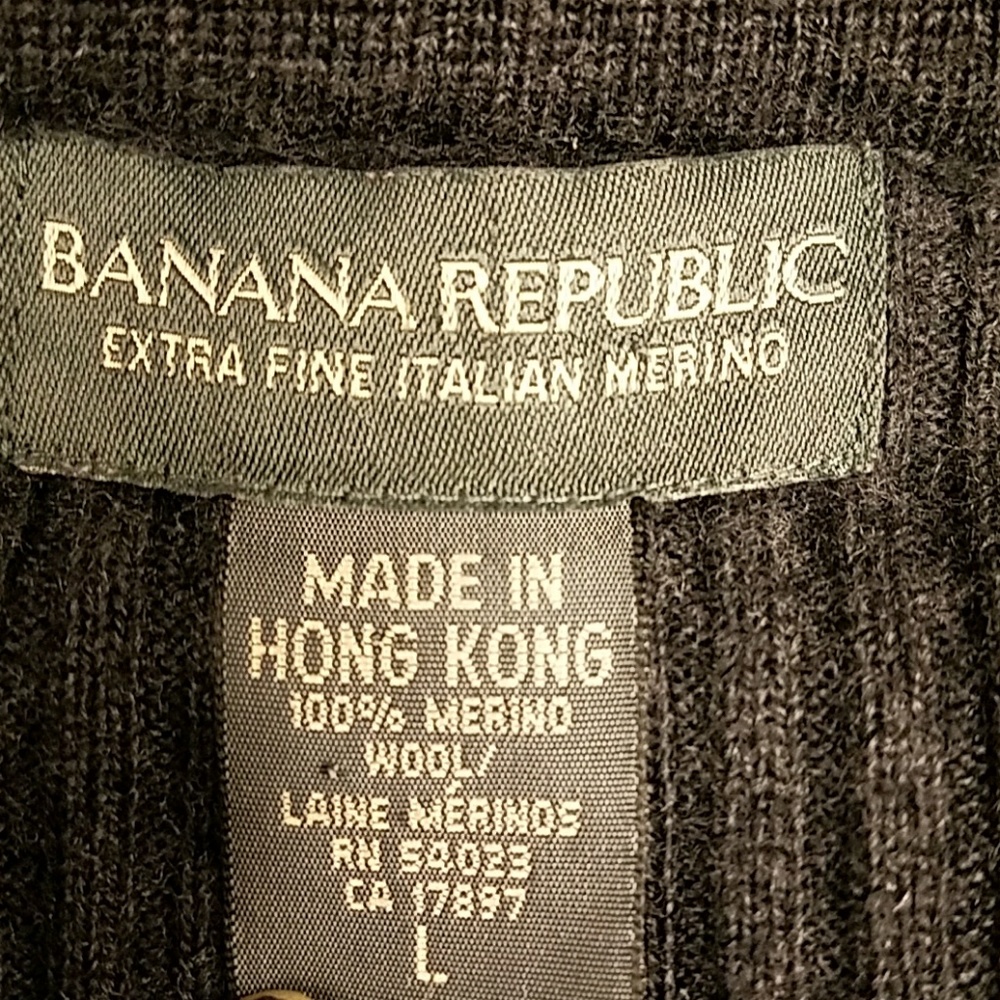 BANANA REPUBLIC
EXTRA FINE ITALIAN MERINO
MADE IN
HONG KONG
100% MERINO
WOOL/
LAINE MÉRINOS
RN 54023
CA 17897
L